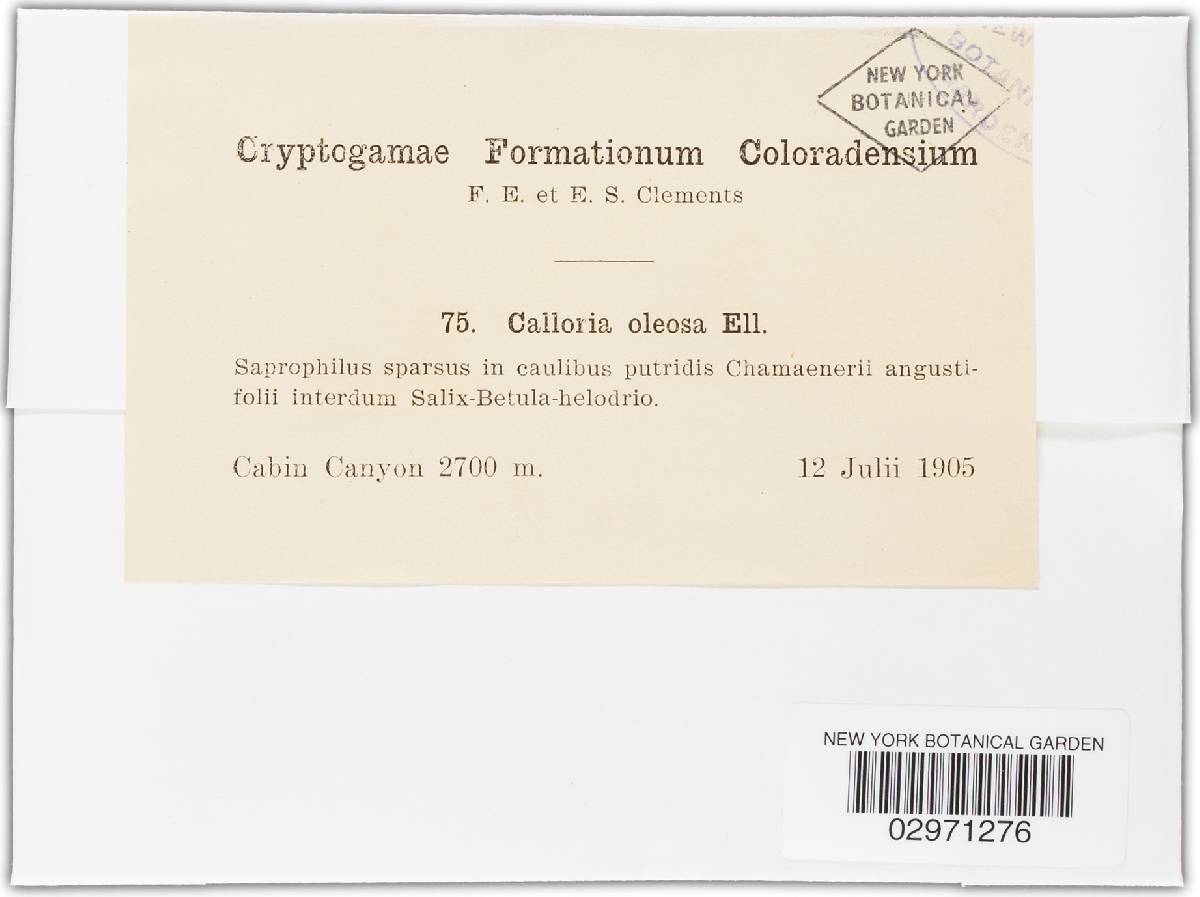 NEW YORK
BOTANICAL
GARDEN
Cryptogamae Formationum Coloradensium
F. E. et E. S. Clements
75. Calloria oleosa Ell.
Saprophilus sparsus in caulibus putridis Chamaenerii angusti-
folii interdum Salix-Betula-helodrio.
Cabin Canyon 2700 m.
12 Julii 1905
NEW YORK BOTANICAL GARDEN
02971276